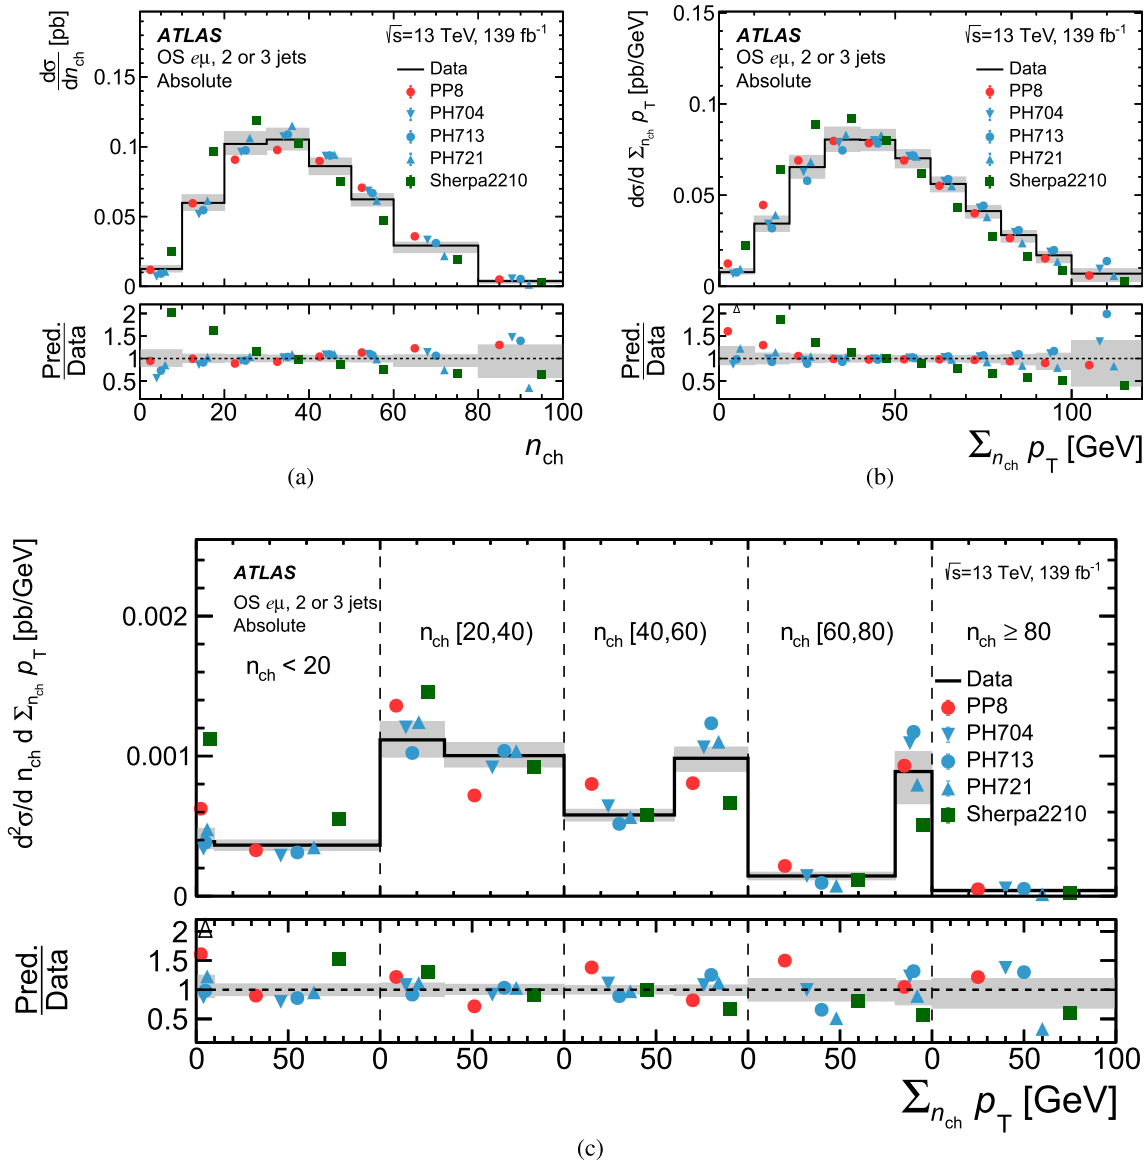 dσ
dn_ch [pb]
ATLAS
√s=13 TeV, 139 fb⁻¹
OS eμ, 2 or 3 jets
Absolute
Data
PP8
PH704
PH713
PH721
Sherpa2210
0.15
0.1
0.05
0
Pred.
Data
2
1.5
1
0.5
0 20 40 60 80 100
n_ch
(a)
dσ/d Σ_n_ch p_T [pb/GeV]
ATLAS
√s=13 TeV, 139 fb⁻¹
OS eμ, 2 or 3 jets
Absolute
Data
PP8
PH704
PH713
PH721
Sherpa2210
0.15
0.1
0.05
0
Pred.
Data
2
1.5
1
0.5
0 50 100
Σ_n_ch p_T [GeV]
(b)
d²σ/d n_ch d Σ_n_ch p_T [pb/GeV]
ATLAS
√s=13 TeV, 139 fb⁻¹
OS eμ, 2 or 3 jets
Absolute
n_ch < 20
n_ch [20,40)
n_ch [40,60)
n_ch [60,80)
n_ch ≥ 80
Data
PP8
PH704
PH713
PH721
Sherpa2210
0.002
0.001
0
Pred.
Data
2
1.5
1
0.5
0 50 0 50 0 50 0 50 0 50 100
Σ_n_ch p_T [GeV]
(c)